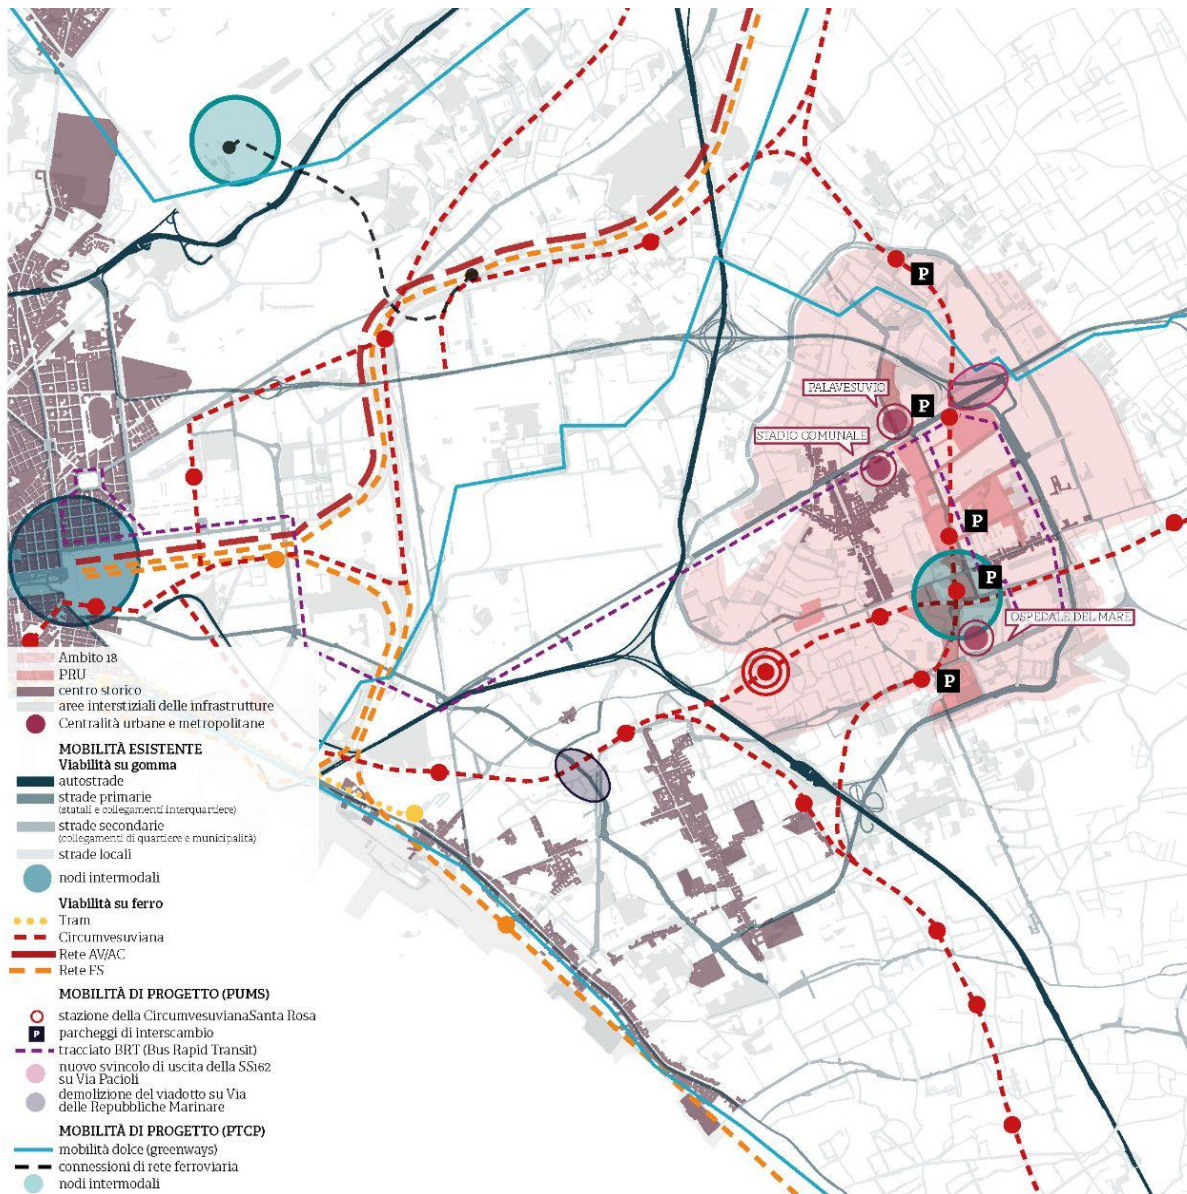 P
PALAVESUVIO
P
STADIO COMUNALE
P
P
OSPEDALE DEL MARE
P
Ambito 18
PRU
centro storico
aree interstiziali delle infrastrutture
Centralità urbane e metropolitane
MOBILITÀ ESISTENTE
Viabilità su gomma
autostrade
strade primarie
(statali e collegamenti interquartiere)
strade secondarie
(collegamenti di quartiere e municipalità)
strade locali
nodi intermodali
Viabilità su ferro
Tram
Circumvesuviana
Rete AV/AC
Rete FS
MOBILITÀ DI PROGETTO (PUMS)
stazione della CircumvesuvianaSanta Rosa
P parcheggi di interscambio
tracciato BRT (Bus Rapid Transit)
nuovo svincolo di uscita della SS162
su Via Pacioli
demolizione del viadotto su Via
delle Repubbliche Marinare
MOBILITÀ DI PROGETTO (PTCP)
mobilità dolce (greenways)
connessioni di rete ferroviaria
nodi intermodali